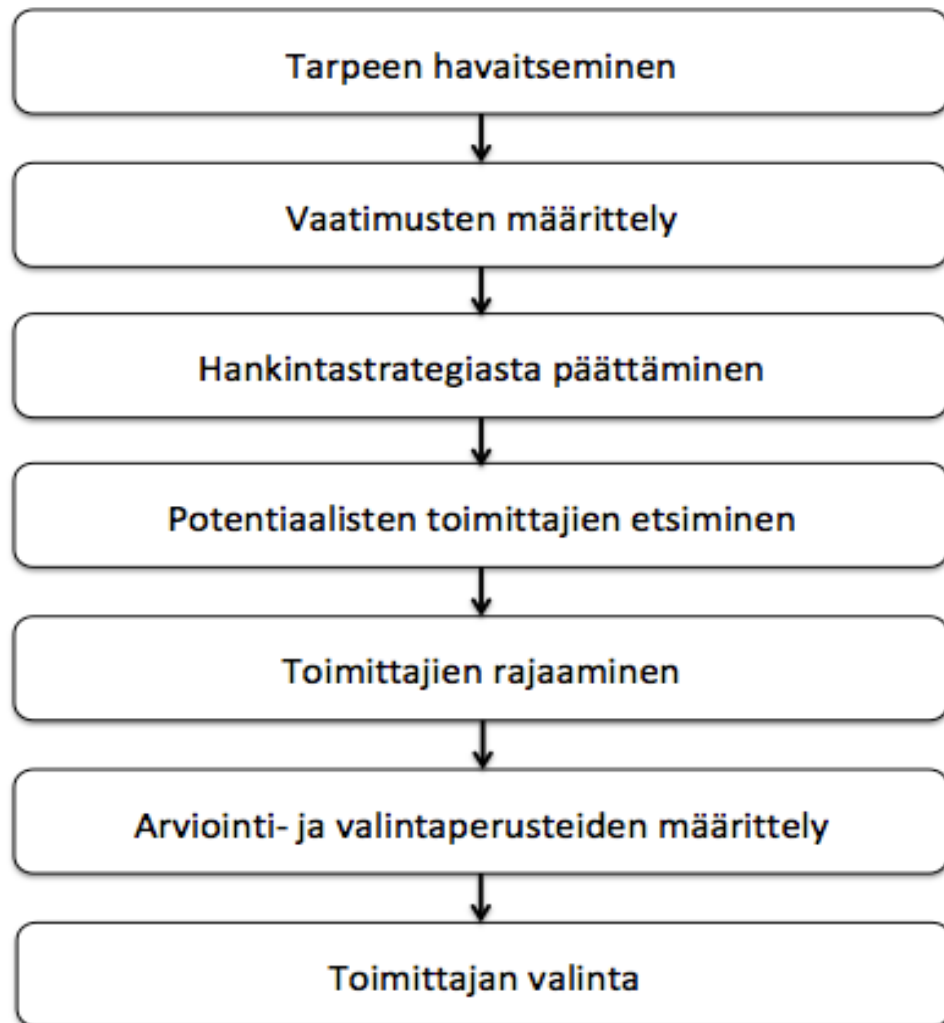 Tarpeen havaitseminen
Vaatimusten määrittely
Hankintastrategiasta päättäminen
Potentiaalisten toimittajien etsiminen
Toimittajien rajaaminen
Arviointi- ja valintaperusteiden määrittely
Toimittajan valinta